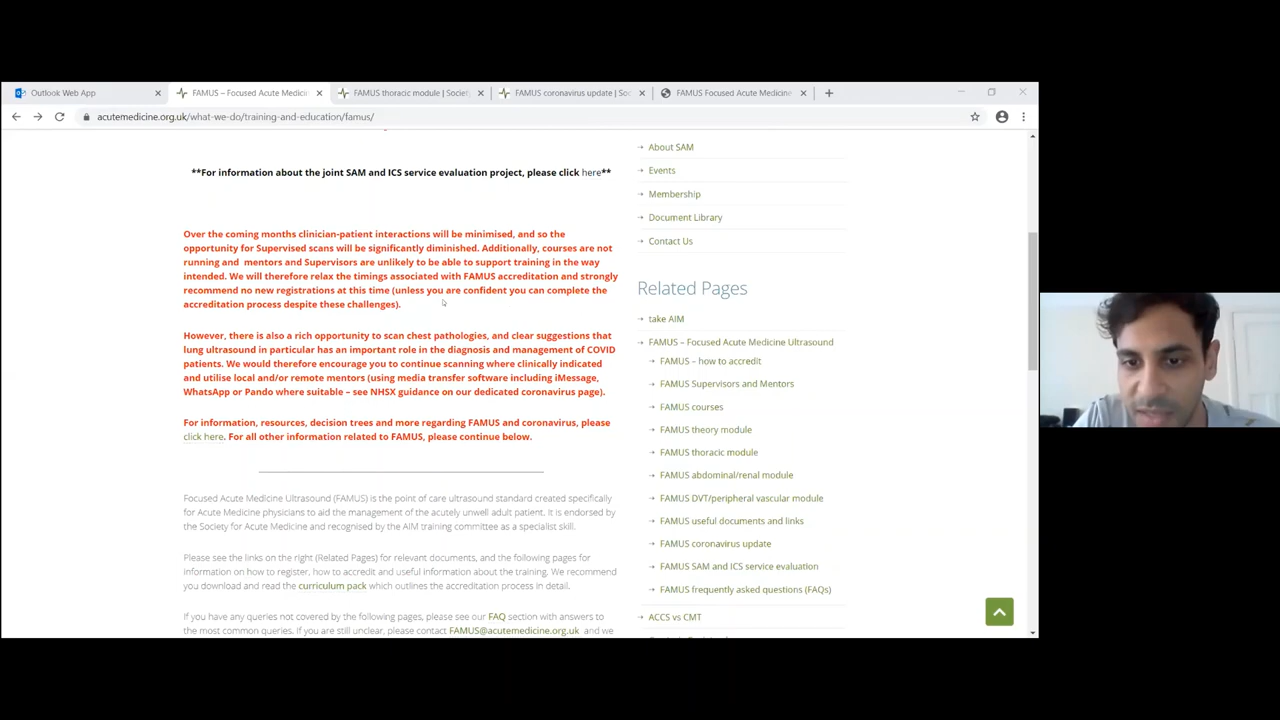 Outlook Web App
FAMUS – Focused Acute Medici
FAMUS thoracic module | Societ
FAMUS coronavirus update | Soc
FAMUS Focused Acute Medicine
acutemedicine.org.uk/what-we-do/training-and-education/famus/
**For information about the joint SAM and ICS service evaluation project, please click here**
Over the coming months clinician-patient interactions will be minimised, and so the
opportunity for Supervised scans will be significantly diminished. Additionally, courses are not
running and mentors and Supervisors are unlikely to be able to support training in the way
intended. We will therefore relax the timings associated with FAMUS accreditation and strongly
recommend no new registrations at this time (unless you are confident you can complete the
accreditation process despite these challenges).
However, there is also a rich opportunity to scan chest pathologies, and clear suggestions that
lung ultrasound in particular has an important role in the diagnosis and management of COVID
patients. We would therefore encourage you to continue scanning where clinically indicated
and utilise local and/or remote mentors (using media transfer software including iMessage,
WhatsApp or Pando where suitable – see NHSX guidance on our dedicated coronavirus page).
For information, resources, decision trees and more regarding FAMUS and coronavirus, please
click here. For all other information related to FAMUS, please continue below.
Focused Acute Medicine Ultrasound (FAMUS) is the point of care ultrasound standard created specifically
for Acute Medicine physicians to aid the management of the acutely unwell adult patient. It is endorsed by
the Society for Acute Medicine and recognised by the AIM training committee as a specialist skill.
Please see the links on the right (Related Pages) for relevant documents, and the following pages for
information on how to register, how to accredit and useful information about the training. We recommend
you download and read the curriculum pack which outlines the accreditation process in detail.
If you have any queries not covered by the following pages, please see our FAQ section with answers to
the most common queries. If you are still unclear, please contact FAMUS@acutemedicine.org.uk and we
About SAM
Events
Membership
Document Library
Contact Us
Related Pages
take AIM
FAMUS – Focused Acute Medicine Ultrasound
FAMUS – how to accredit
FAMUS Supervisors and Mentors
FAMUS courses
FAMUS theory module
FAMUS thoracic module
FAMUS abdominal/renal module
FAMUS DVT/peripheral vascular module
FAMUS useful documents and links
FAMUS coronavirus update
FAMUS SAM and ICS service evaluation
FAMUS frequently asked questions (FAQs)
ACCS vs CMT